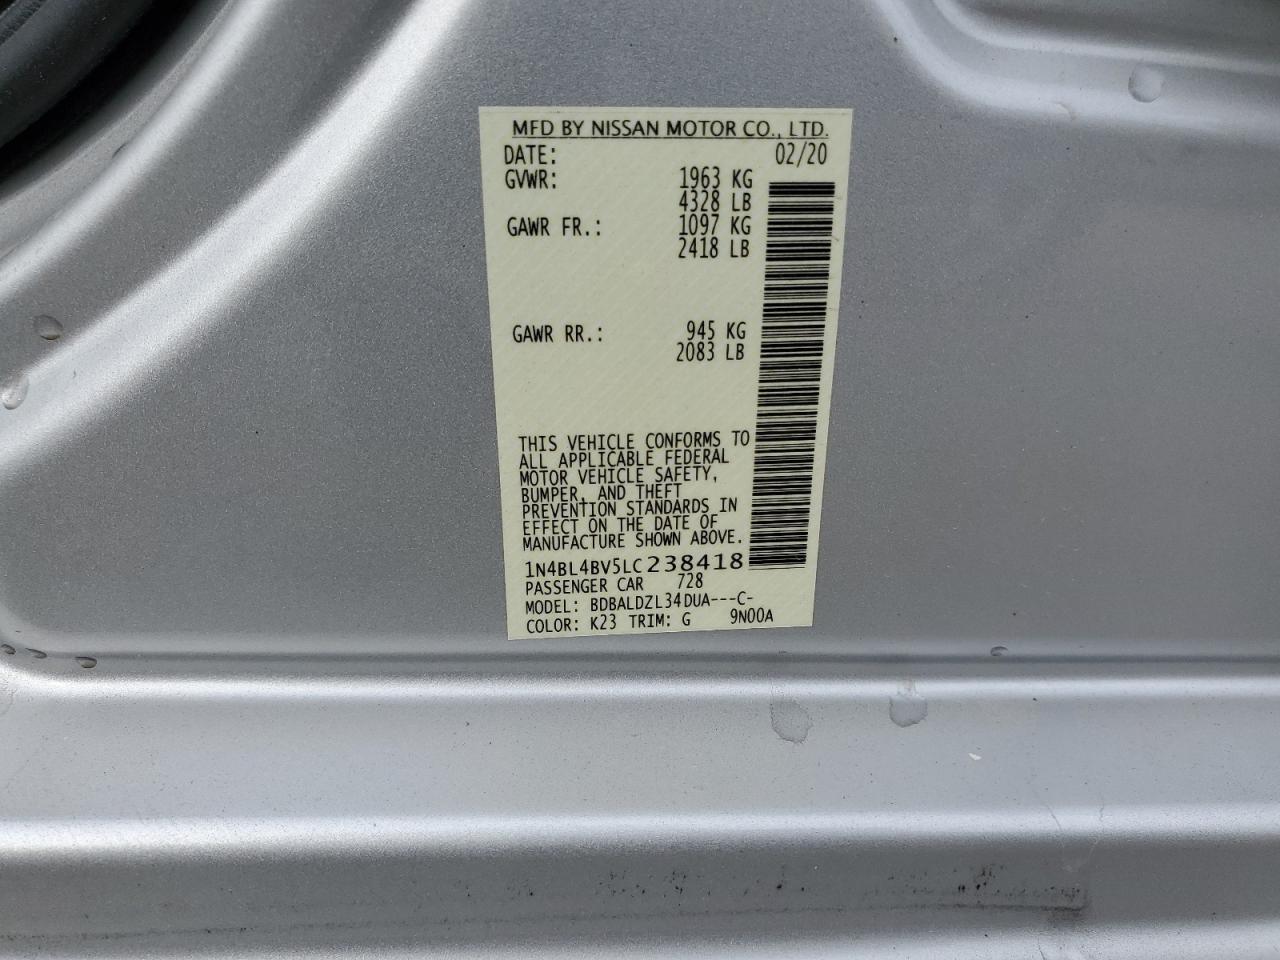 MFD BY NISSAN MOTOR CO., LTD.
DATE: 02/20
GVWR: 1963 KG
4328 LB
GAWR FR.: 1097 KG
2418 LB
GAWR RR.: 945 KG
2083 LB
THIS VEHICLE CONFORMS TO
ALL APPLICABLE FEDERAL
MOTOR VEHICLE SAFETY,
BUMPER, AND THEFT
PREVENTION STANDARDS IN
EFFECT ON THE DATE OF
MANUFACTURE SHOWN ABOVE.
1N4BL4BV5LC238418
PASSENGER CAR 728
MODEL: BDBALDZL34DUA---C-
COLOR: K23 TRIM: G 9N00A